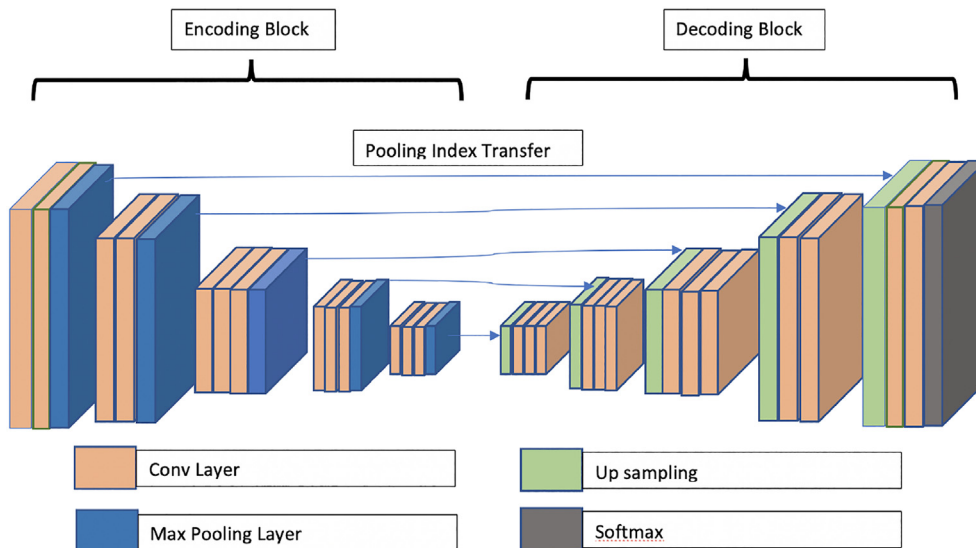 Encoding Block
Decoding Block
Pooling Index Transfer
Conv Layer
Up sampling
Max Pooling Layer
Softmax